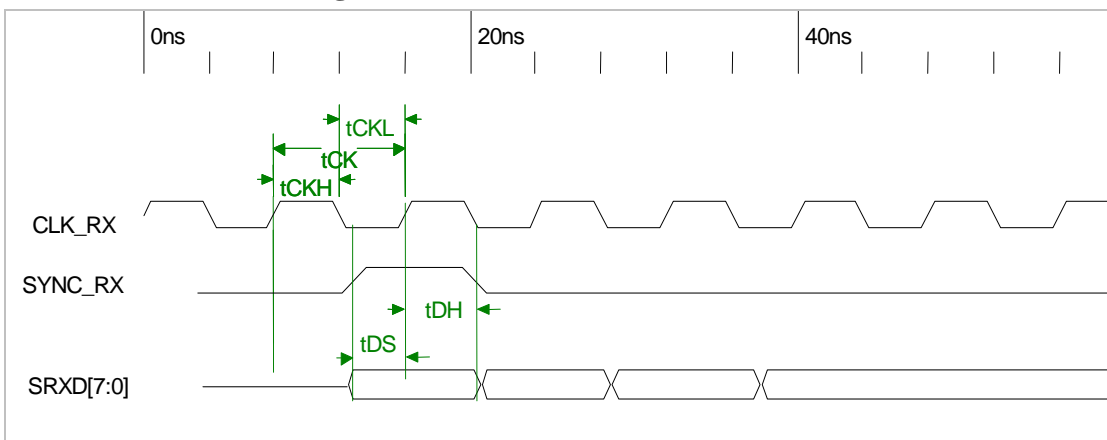 0ns 20ns 40ns
tCKL
tCK
tCKH
CLK_RX
SYNC_RX
tDH
tDS
SRXD[7:0]